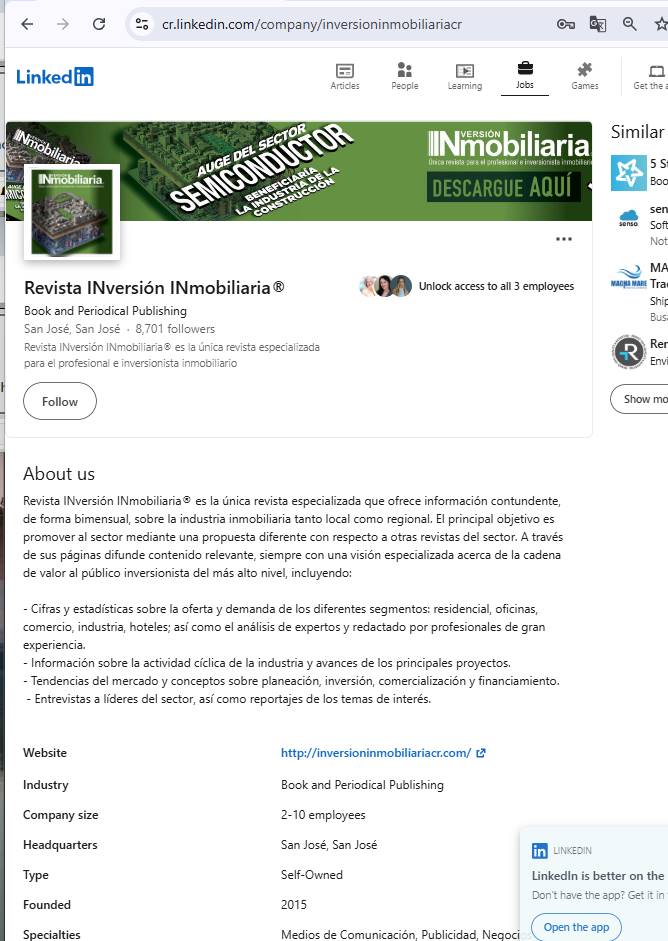 cr.linkedin.com/company/inversioninmobiliariacr
Linked in
Articles
People
Learning
Jobs
Games
Get the a
INmobiliaria
AUGE DEL SECTOR
SEMICONDUCTOR
BENEFICIARÍA
LA INDUSTRIA DE LA
CONSTRUCCIÓN
INVERSIÓN
INmobiliaria
Única revista para el profesional e inversionista inmobiliario
DESCARGUE AQUÍ
INmobiliaria
Revista INversión INmobiliaria®
Unlock access to all 3 employees
Book and Periodical Publishing
San José, San José · 8,701 followers
Revista INversión INmobiliaria® es la única revista especializada
para el profesional e inversionista inmobiliario
Follow
Similar
5 S
Boo
sen
senso.
Soft
Not
MA
Tra
MAGNA MARE
Ship
Busa
Ren
Envi
Show mo
About us
Revista INversión INmobiliaria® es la única revista especializada que ofrece información contundente,
de forma bimensual, sobre la industria inmobiliaria tanto local como regional. El principal objetivo es
promover al sector mediante una propuesta diferente con respecto a otras revistas del sector. A través
de sus páginas difunde contenido relevante, siempre con una visión especializada acerca de la cadena
de valor al público inversionista del más alto nivel, incluyendo:
- Cifras y estadísticas sobre la oferta y demanda de los diferentes segmentos: residencial, oficinas,
comercio, industria, hoteles; así como el análisis de expertos y redactado por profesionales de gran
experiencia.
- Información sobre la actividad cíclica de la industria y avances de los principales proyectos.
- Tendencias del mercado y conceptos sobre planeación, inversión, comercialización y financiamiento.
- Entrevistas a líderes del sector, así como reportajes de los temas de interés.
Website
http://inversioninmobiliariacr.com/
Industry
Book and Periodical Publishing
Company size
2-10 employees
Headquarters
San José, San José
Type
Self-Owned
Founded
2015
Specialties
Medios de Comunicación, Publicidad, Negocios
LINKEDIN
LinkedIn is better on the
Don't have the app? Get it in
Open the app